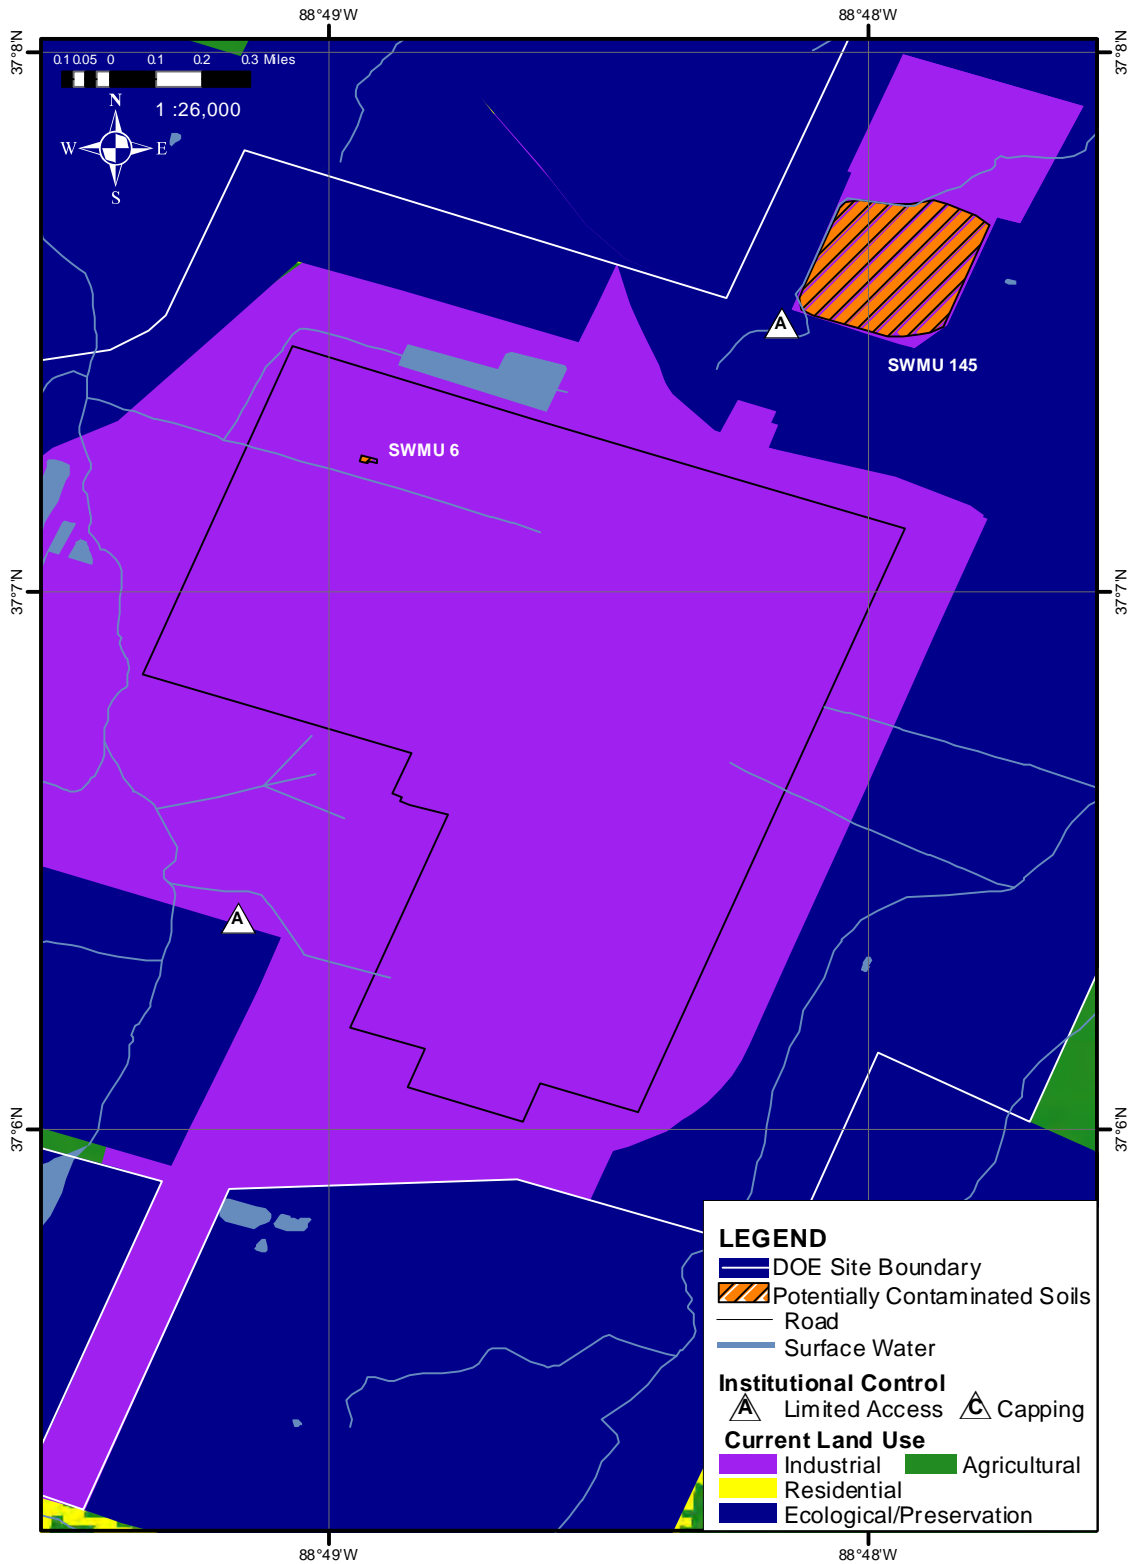 88°49'W 88°48'W
37°8'N 37°8'N
0.1 0.05 0 0.1 0.2 0.3 Miles
1 :26,000
N
W E
S
A
SWMU 145
SWMU 6
37°7'N 37°7'N
A
37°6'N 37°6'N
LEGEND
DOE Site Boundary
Potentially Contaminated Soils
Road
Surface Water
Institutional Control
A Limited Access C Capping
Current Land Use
Industrial Agricultural
Residential
Ecological/Preservation
88°49'W 88°48'W